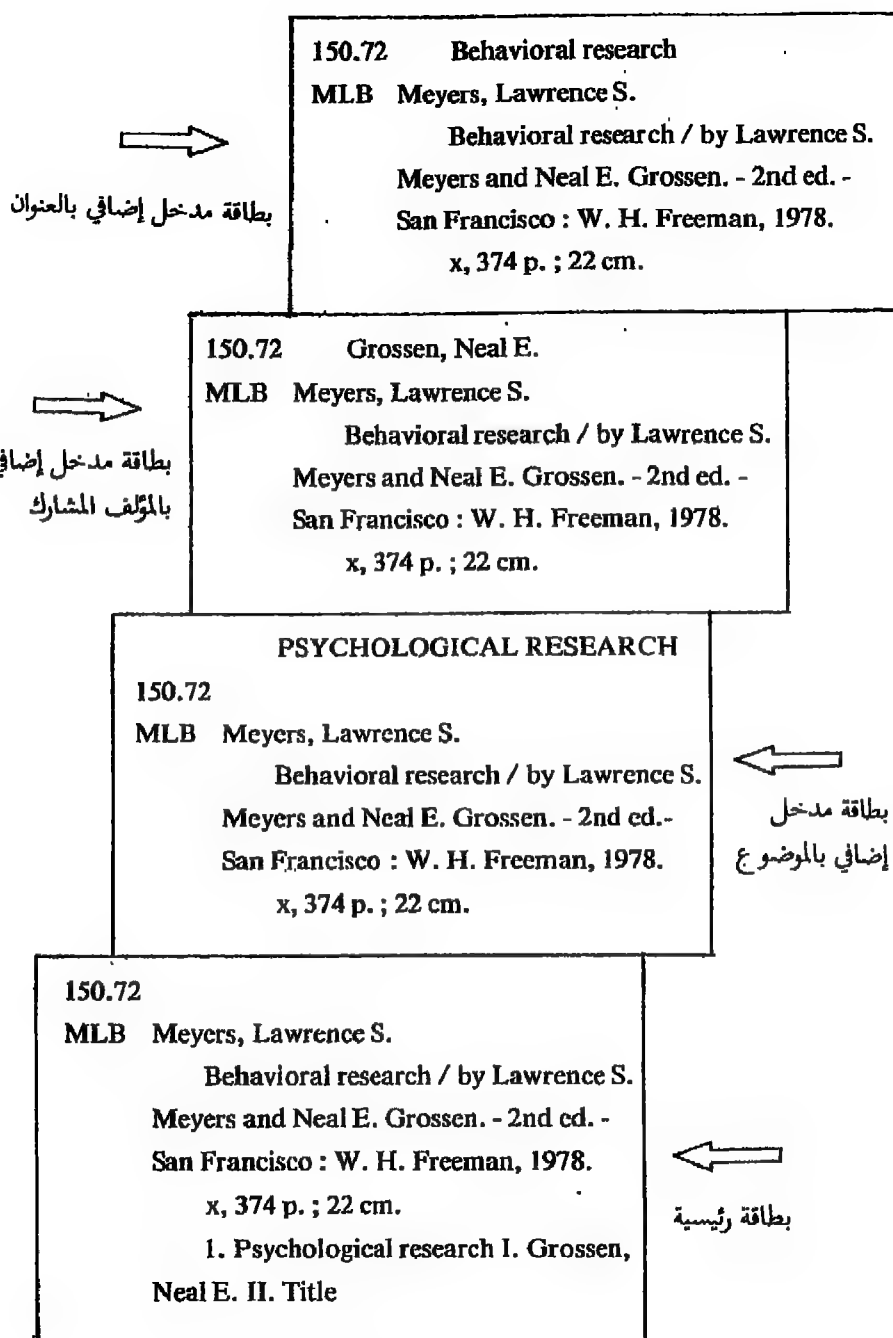 150.72 Behavioral research
MLB Meyers, Lawrence S.
Behavioral research / by Lawrence S.
Meyers and Neal E. Grossen. - 2nd ed. -
San Francisco : W. H. Freeman, 1978.
x, 374 p. ; 22 cm.
بطاقة مدخل إضافي بالعنوان
150.72 Grossen, Neal E.
MLB Meyers, Lawrence S.
Behavioral research / by Lawrence S.
Meyers and Neal E. Grossen. - 2nd ed. -
San Francisco : W. H. Freeman, 1978.
x, 374 p. ; 22 cm.
بطاقة مدخل إضافي
بالمؤلف المشارك
PSYCHOLOGICAL RESEARCH
150.72
MLB Meyers, Lawrence S.
Behavioral research / by Lawrence S.
Meyers and Neal E. Grossen. - 2nd ed.-
San Francisco : W. H. Freeman, 1978.
x, 374 p. ; 22 cm.
بطاقة مدخل
إضافي بالموضوع
150.72
MLB Meyers, Lawrence S.
Behavioral research / by Lawrence S.
Meyers and Neal E. Grossen. - 2nd ed. -
San Francisco : W. H. Freeman, 1978.
x, 374 p. ; 22 cm.
1. Psychological research I. Grossen,
Neal E. II. Title
بطاقة رئيسية